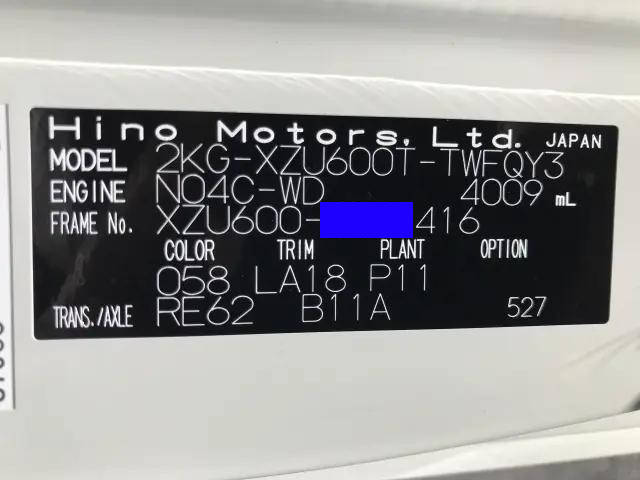 Hino Motors, Ltd. JAPAN
MODEL 2KG-XZU600T-TWFQY3
ENGINE N04C-WD 4009 mL
FRAME No. XZU600- 416
COLOR TRIM PLANT OPTION
058 LA18 P11
TRANS./AXLE RE62 B11A 527